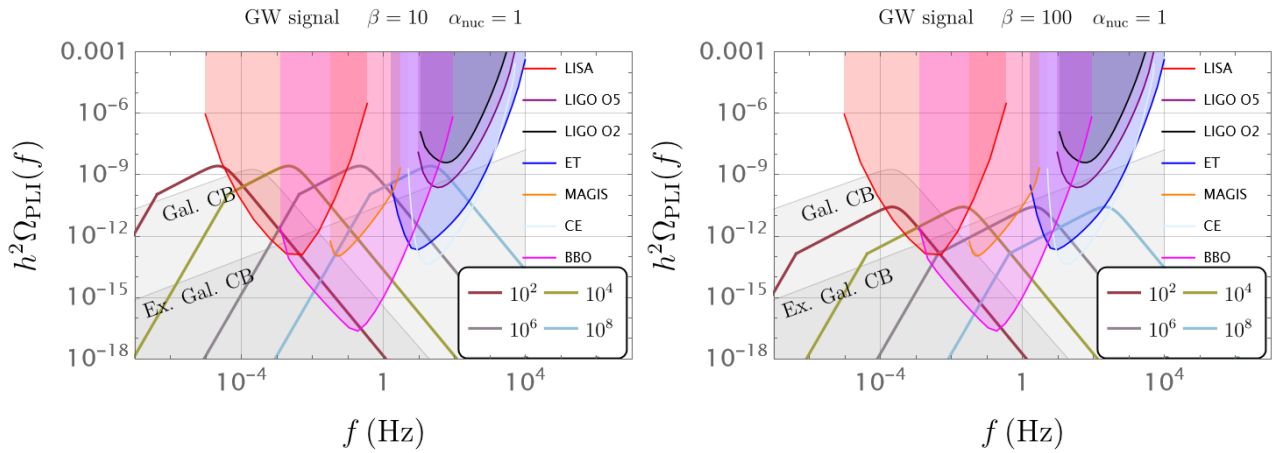 GW signal β = 10 α_nuc = 1
0.001
10^-6
10^-9
10^-12
10^-15
10^-18
h²Ω_PLI(f)
Gal. CB
Ex. Gal. CB
LISA
LIGO O5
LIGO O2
ET
MAGIS
CE
BBO
10^2 10^4
10^6 10^8
10^-4 1 10^4
f (Hz)
GW signal β = 100 α_nuc = 1
0.001
10^-6
10^-9
10^-12
10^-15
10^-18
h²Ω_PLI(f)
Gal. CB
Ex. Gal. CB
LISA
LIGO O5
LIGO O2
ET
MAGIS
CE
BBO
10^2 10^4
10^6 10^8
10^-4 1 10^4
f (Hz)